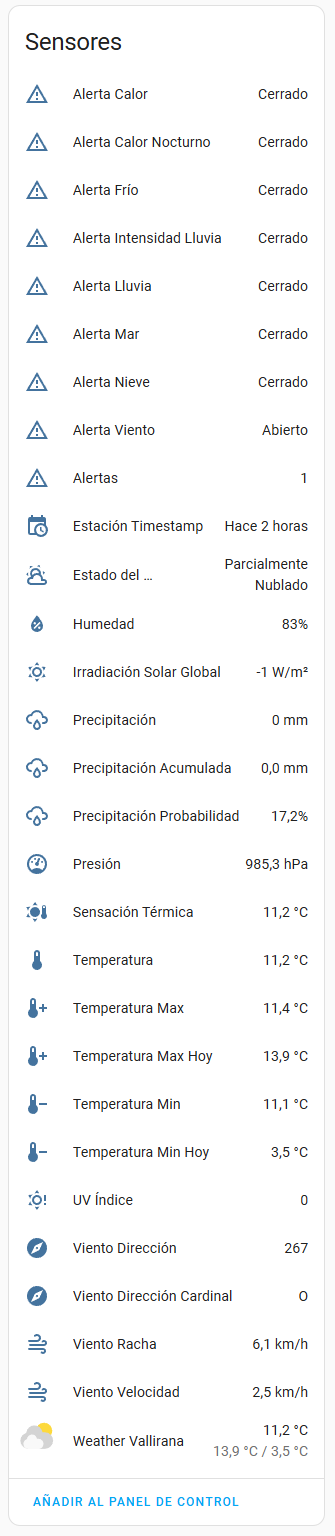 Sensores
Alerta Calor Cerrado
Alerta Calor Nocturno Cerrado
Alerta Frío Cerrado
Alerta Intensidad Lluvia Cerrado
Alerta Lluvia Cerrado
Alerta Mar Cerrado
Alerta Nieve Cerrado
Alerta Viento Abierto
Alertas 1
Estación Timestamp Hace 2 horas
Estado del ... Parcialmente
Nublado
Humedad 83%
Irradiación Solar Global -1 W/m²
Precipitación 0 mm
Precipitación Acumulada 0,0 mm
Precipitación Probabilidad 17,2%
Presión 985,3 hPa
Sensación Térmica 11,2 °C
Temperatura 11,2 °C
Temperatura Max 11,4 °C
Temperatura Max Hoy 13,9 °C
Temperatura Min 11,1 °C
Temperatura Min Hoy 3,5 °C
UV Índice 0
Viento Dirección 267
Viento Dirección Cardinal O
Viento Racha 6,1 km/h
Viento Velocidad 2,5 km/h
Weather Vallirana 11,2 °C
13,9 °C / 3,5 °C
AÑADIR AL PANEL DE CONTROL